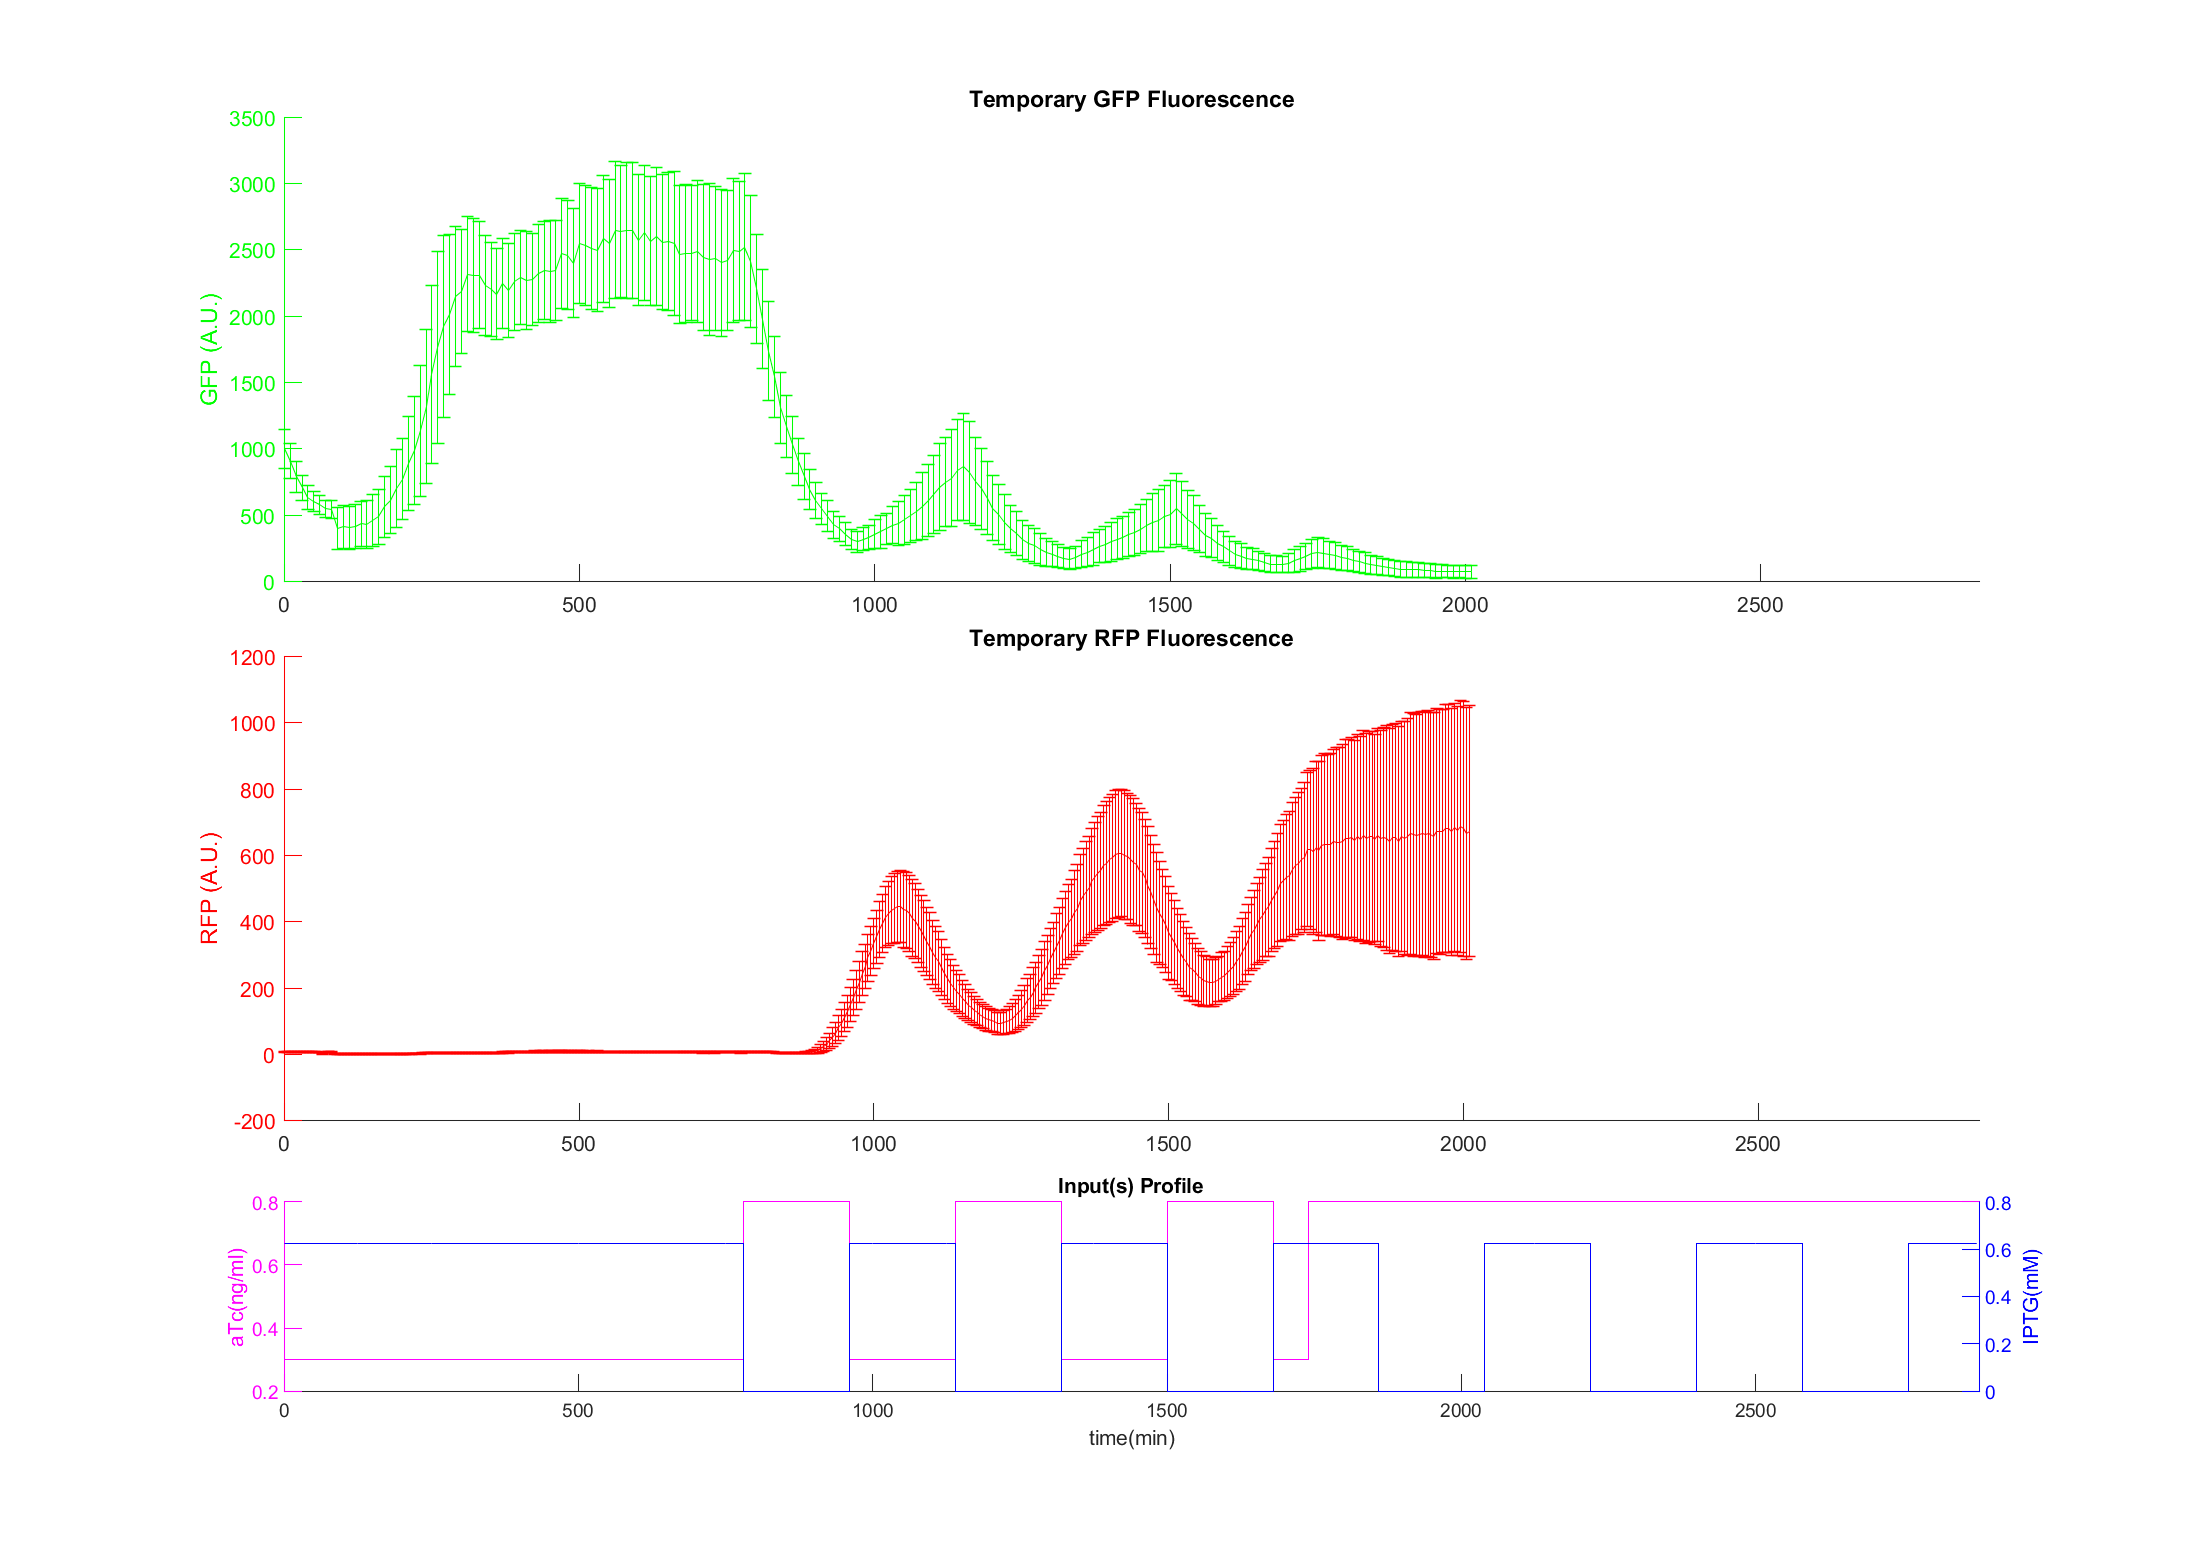 Temporary GFP Fluorescence
3500
3000
2500
2000
1500
1000
500
0
GFP (A.U.)
0 500 1000 1500 2000 2500
Temporary RFP Fluorescence
1200
1000
800
600
400
200
0
-200
RFP (A.U.)
0 500 1000 1500 2000 2500
Input(s) Profile
0.8
0.6
0.4
0.2
aTc(ng/ml)
0.8
0.6
0.4
0.2
0
IPTG(mM)
0 500 1000 1500 2000 2500
time(min)